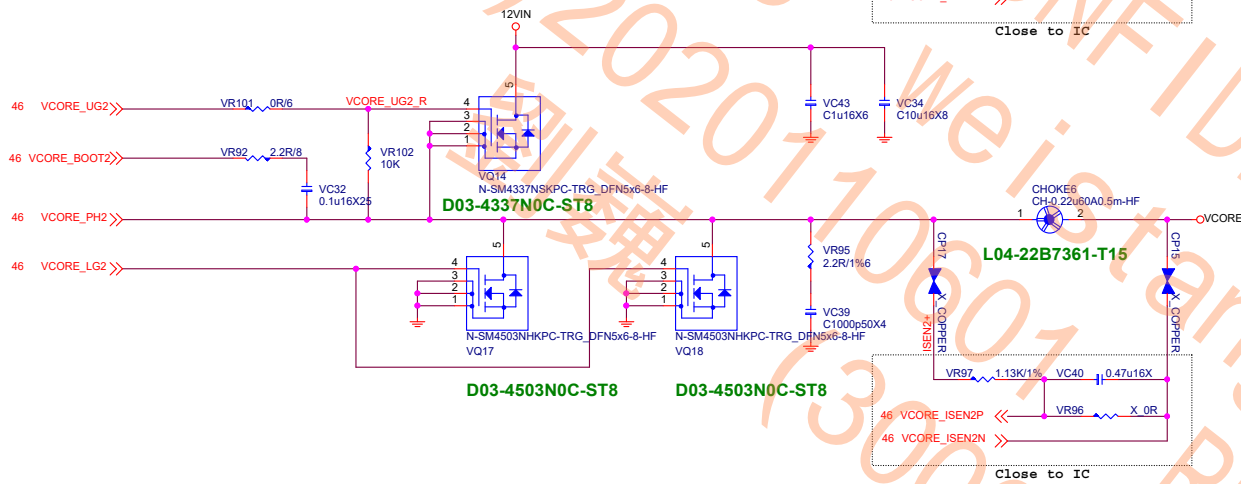 Close to IC
12VIN
5
46 VCORE_UG2
VR101 0R/6
VCORE_UG2_R
4
3
2
1
VC43
C1u16X6
VC34
C10u16X8
46 VCORE_BOOT2
VR92 2.2R/8
VR102
10K
VQ14
N-SM4337NSKPC-TRG_DFN5x6-8-HF
VC32
0.1u16X25
D03-4337N0C-ST8
CHOKE6
CH-0.22u60A0.5m-HF
46 VCORE_PH2
1
2
VCORE
5
5
L04-22B7361-T15
VR95
2.2R/1%6
CP17
X_COPPER
CP15
X_COPPER
46 VCORE_LG2
4
3
2
1
4
3
2
1
VC39
C1000p50X4
ISEN2+
N-SM4503NHKPC-TRG_DFN5x6-8-HF
VQ17
N-SM4503NHKPC-TRG_DFN5x6-8-HF
VQ18
D03-4503N0C-ST8
D03-4503N0C-ST8
VR97 1.13K/1%
VC40 0.47u16X
46 VCORE_ISEN2P
VR96 X_0R
46 VCORE_ISEN2N
Close to IC
weistar
劉巍